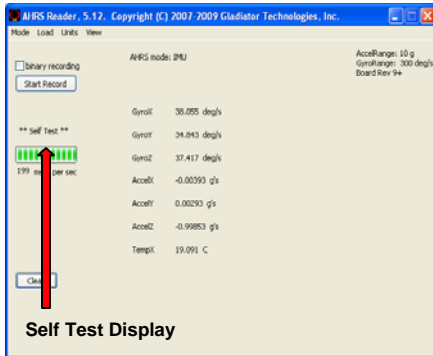 AHRS Reader, 5.12. Copyright (C) 2007-2009 Gladiator Technologies, Inc.
Mode Load Units View
binary recording
AHRS mode: IMU
AccelRange: 10 g
GyroRange: 300 deg/s
Board Rev 9+
Start Record
GyroX 38.055 deg/s
** Self Test **
GyroY 34.843 deg/s
GyroZ 37.417 deg/s
199 per sec
AccelX -0.00393 g's
AccelY 0.00293 g's
AccelZ -0.99853 g's
TempX 19.091 C
Self Test Display